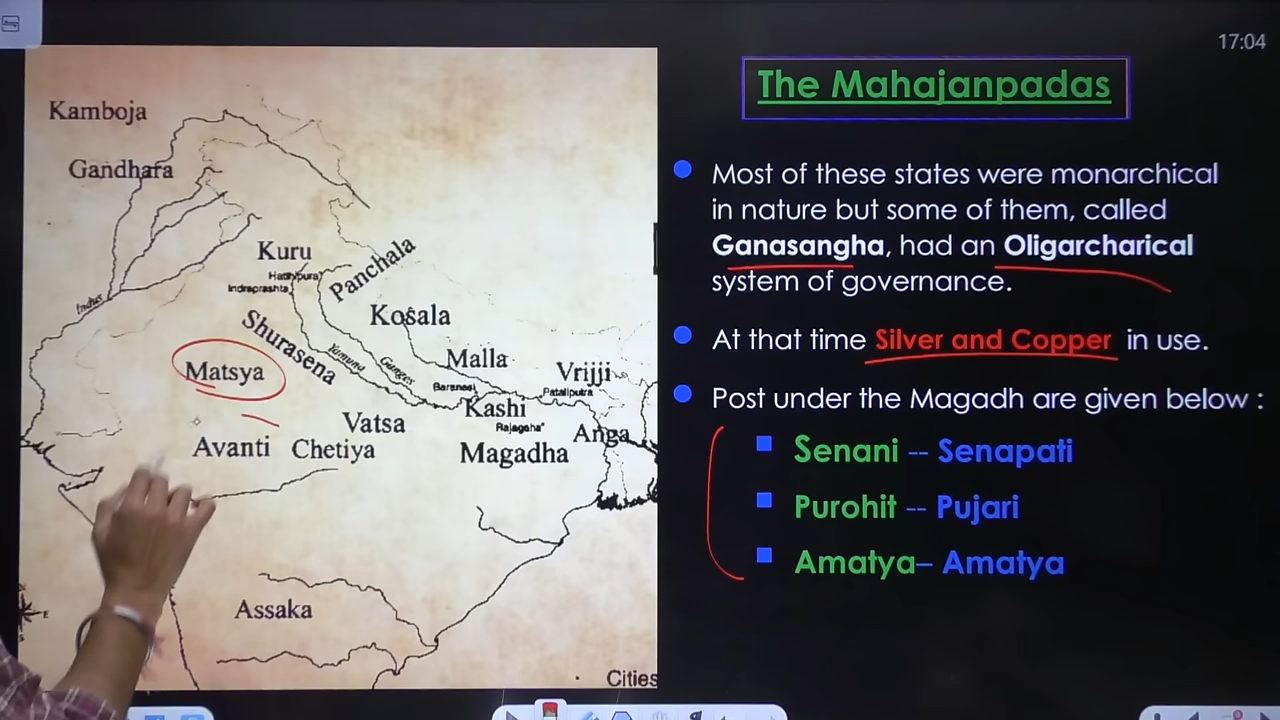 17:04
The Mahajanpadas
Kamboja
Gandhara
Kuru
Hatthipura
Indraprashta
Panchala
Indus
Kosala
Shurasena
Yamuna
Ganges
Matsya
Malla
Vrijji
Baranasi
Pataliputra
Kashi
Rajagaha
Vatsa
Anga
Avanti
Chetiya
Magadha
Assaka
N
E
S
Cities
Most of these states were monarchical
in nature but some of them, called
Ganasangha, had an Oligarcharical
system of governance.
At that time Silver and Copper in use.
Post under the Magadh are given below :
Senani -- Senapati
Purohit -- Pujari
Amatya– Amatya